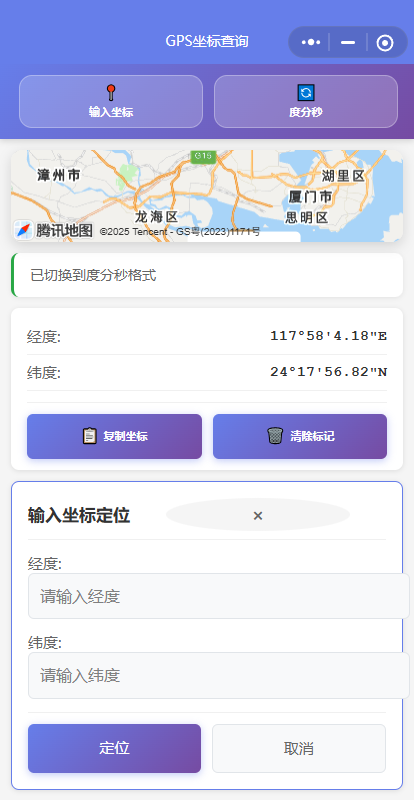 GPS坐标查询
输入坐标
度分秒
G15
漳州市
湖里区
厦门市
龙海区
思明区
腾讯地图 ©2025 Tencent - GS粤(2023)1171号
已切换到度分秒格式
经度: 117°58'4.18"E
纬度: 24°17'56.82"N
复制坐标
清除标记
输入坐标定位 ×
经度:
请输入经度
纬度:
请输入纬度
定位
取消